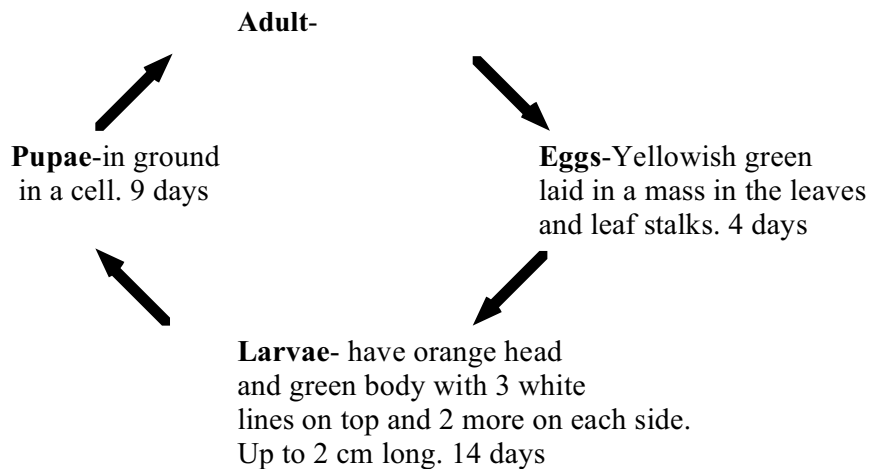 Adult-
Pupae-in ground
in a cell. 9 days
Eggs-Yellowish green
laid in a mass in the leaves
and leaf stalks. 4 days
Larvae- have orange head
and green body with 3 white
lines on top and 2 more on each side.
Up to 2 cm long. 14 days